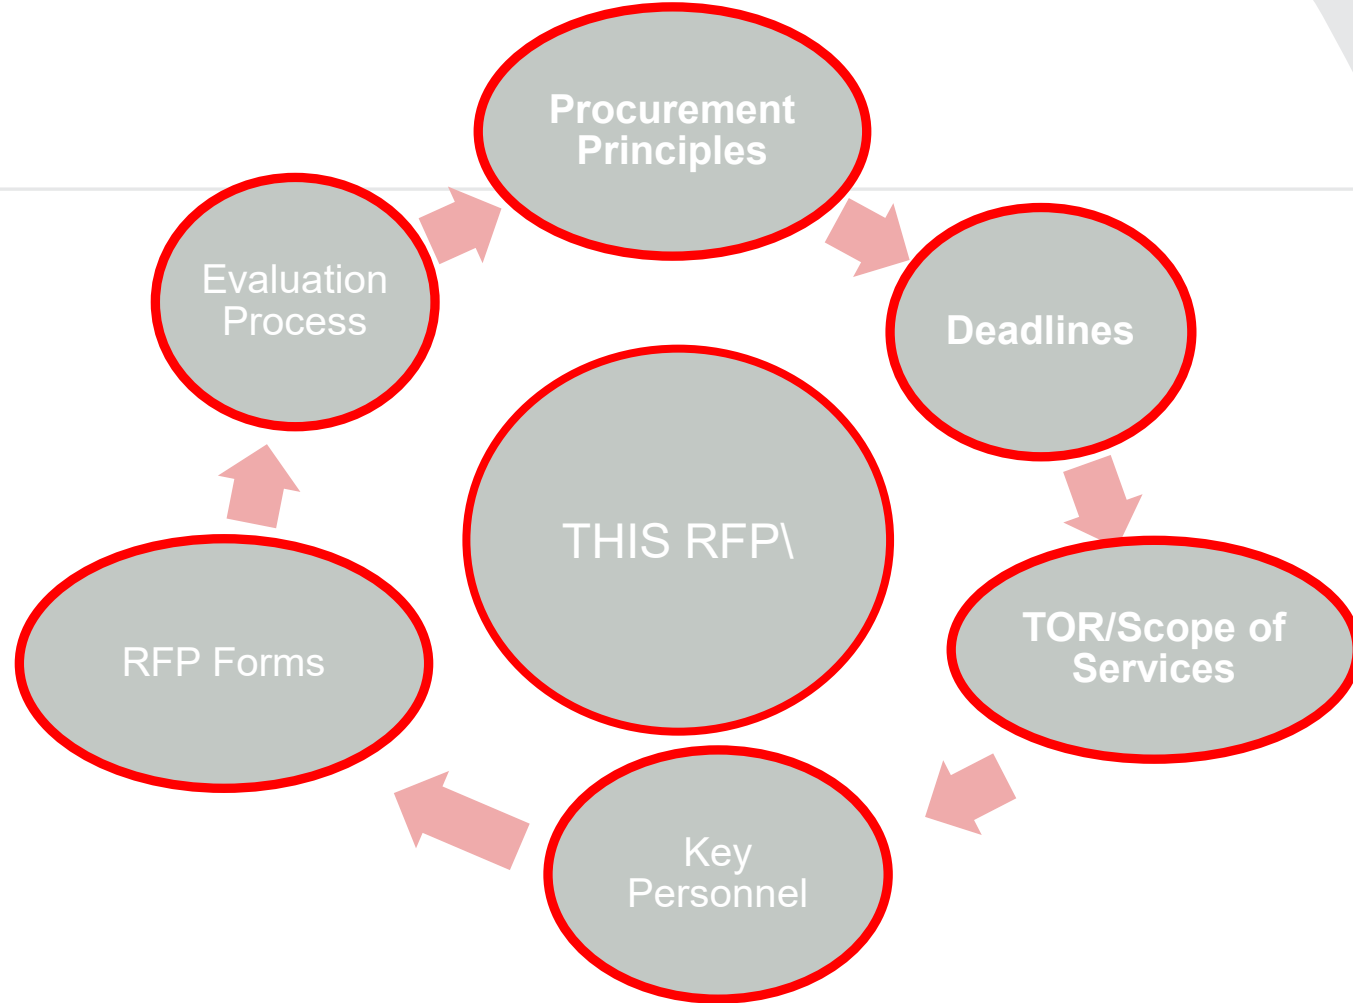 Procurement
Principles
Deadlines
TOR/Scope of
Services
Key
Personnel
RFP Forms
Evaluation
Process
THIS RFP\